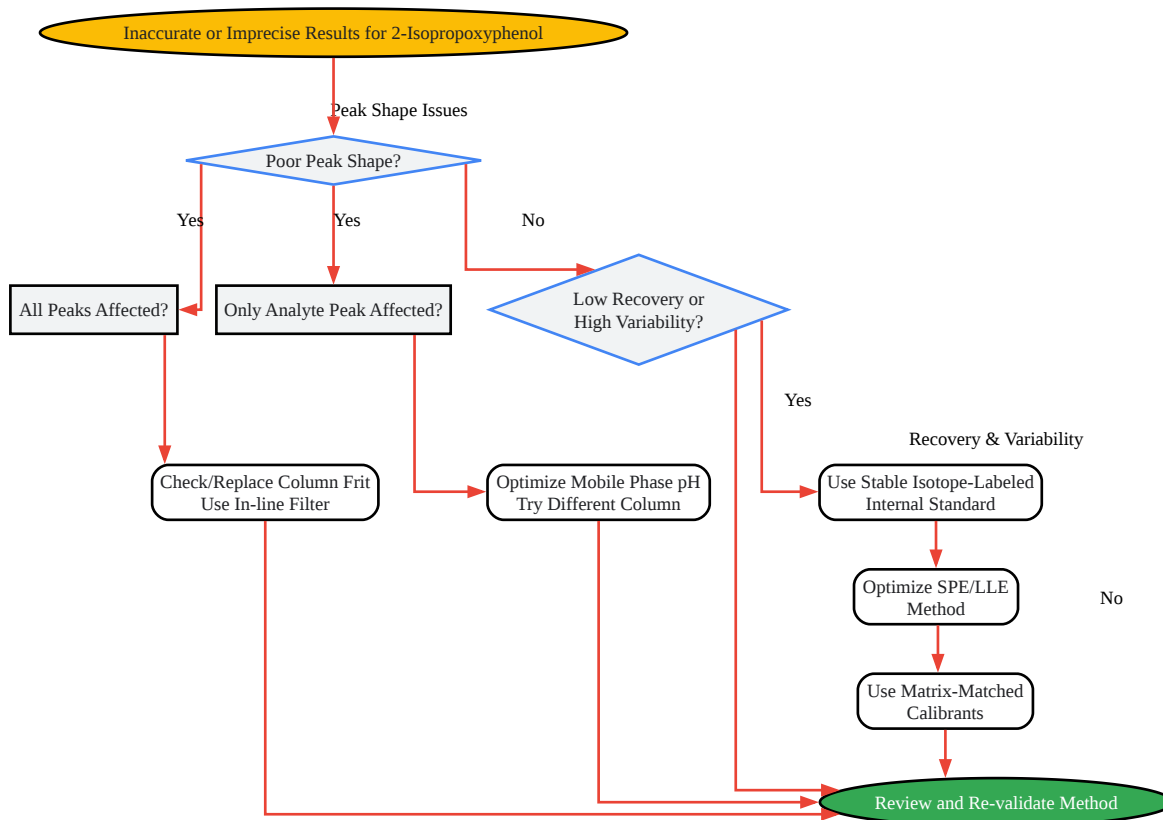 Inaccurate or Imprecise Results for 2-Isopropoxyphenol
Peak Shape Issues
Poor Peak Shape?
Yes
Yes
No
All Peaks Affected?
Only Analyte Peak Affected?
Low Recovery or
High Variability?
Yes
Recovery & Variability
Check/Replace Column Frit
Use In-line Filter
Optimize Mobile Phase pH
Try Different Column
Use Stable Isotope-Labeled
Internal Standard
Optimize SPE/LLE
Method
No
Use Matrix-Matched
Calibrants
Review and Re-validate Method